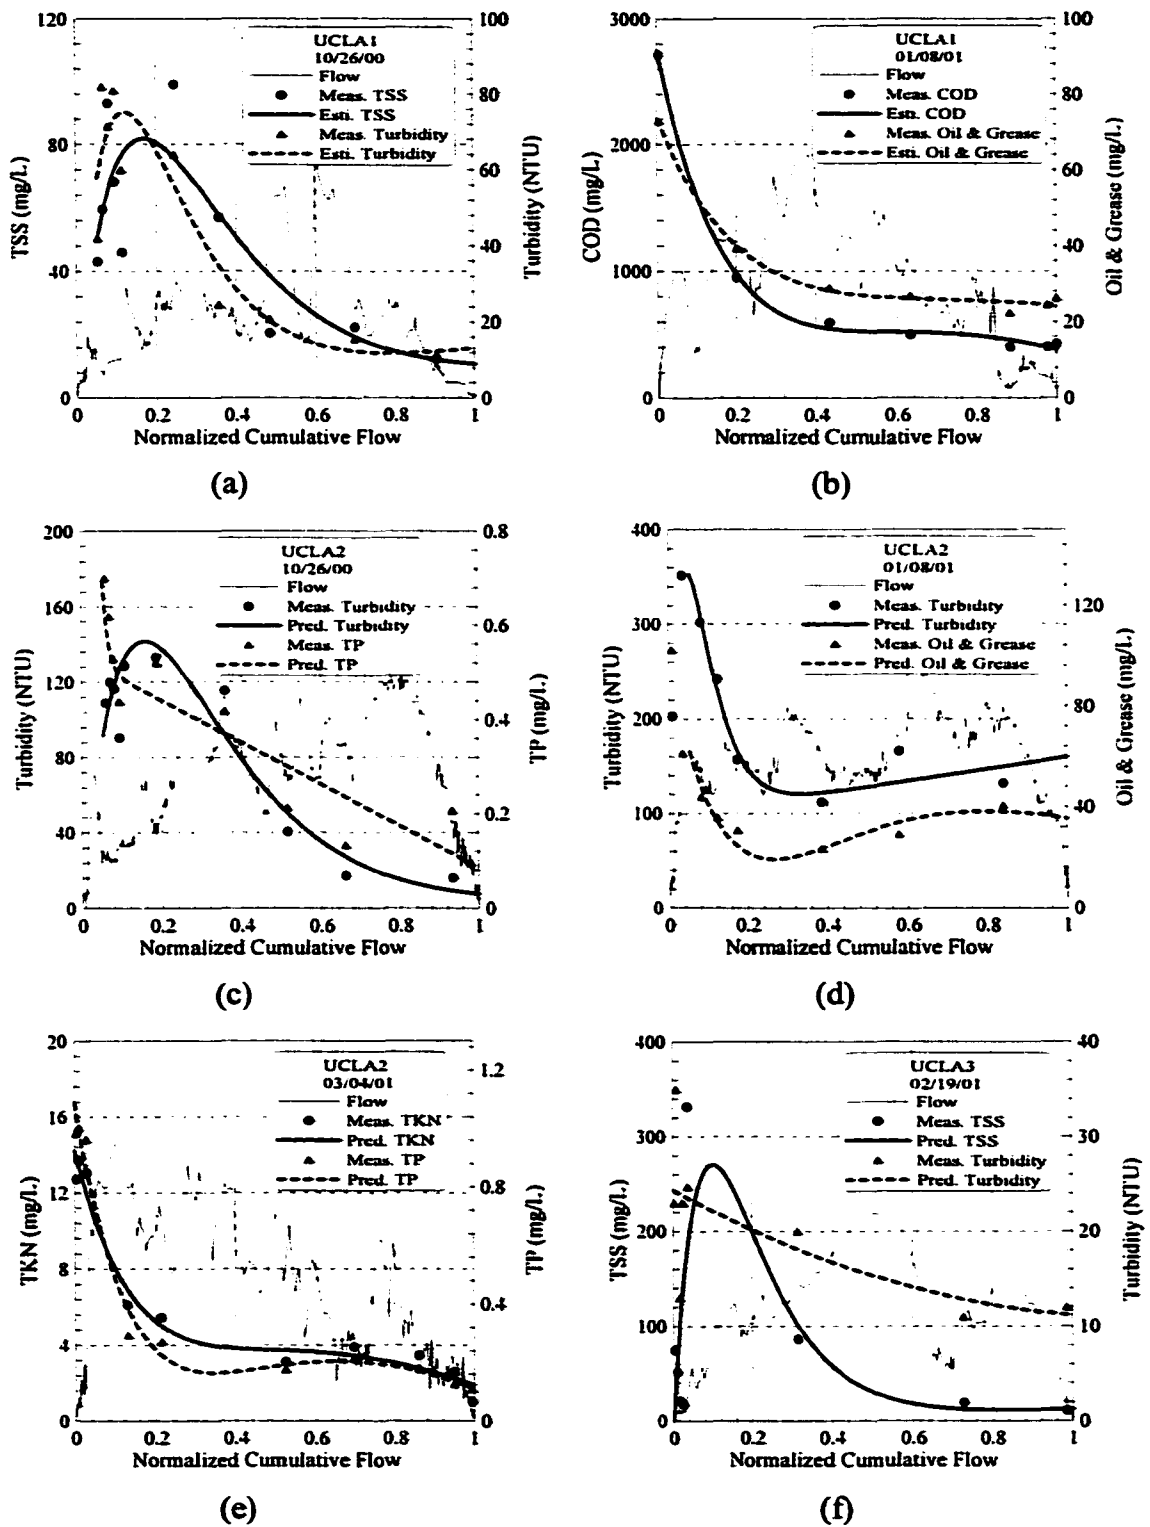 120
80
40
0
100
80
60
40
20
0
TSS (mg/L)
Turbidity (NTU)
UCLA1
10/26/00
Flow
Meas. TSS
Esti. TSS
Meas. Turbidity
Esti. Turbidity
0 0.2 0.4 0.6 0.8 1
Normalized Cumulative Flow
(a)
3000
2000
1000
0
100
80
60
40
20
0
COD (mg/L)
Oil & Grease (mg/L)
UCLA1
01/08/01
Flow
Meas. COD
Esti. COD
Meas. Oil & Grease
Esti. Oil & Grease
0 0.2 0.4 0.6 0.8 1
Normalized Cumulative Flow
(b)
200
160
120
80
40
0
0.8
0.6
0.4
0.2
0
Turbidity (NTU)
TP (mg/L)
UCLA2
10/26/00
Flow
Meas. Turbidity
Pred. Turbidity
Meas. TP
Pred. TP
0 0.2 0.4 0.6 0.8 1
Normalized Cumulative Flow
(c)
400
300
200
100
0
120
80
40
0
Turbidity (NTU)
Oil & Grease (mg/L)
UCLA2
01/08/01
Flow
Meas. Turbidity
Pred. Turbidity
Meas. Oil & Grease
Pred. Oil & Grease
0 0.2 0.4 0.6 0.8 1
Normalized Cumulative Flow
(d)
20
16
12
8
4
0
1.2
0.8
0.4
0
TKN (mg/L)
TP (mg/L)
UCLA2
03/04/01
Flow
Meas. TKN
Pred. TKN
Meas. TP
Pred. TP
0 0.2 0.4 0.6 0.8 1
Normalized Cumulative Flow
(e)
400
300
200
100
0
40
30
20
10
0
TSS (mg/L)
Turbidity (NTU)
UCLA3
02/19/01
Flow
Meas. TSS
Pred. TSS
Meas. Turbidity
Pred. Turbidity
0 0.2 0.4 0.6 0.8 1
Normalized Cumulative Flow
(f)